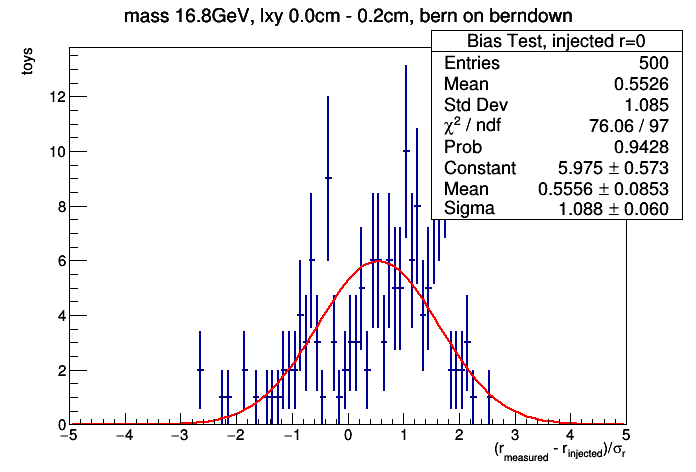 mass 16.8GeV, lxy 0.0cm - 0.2cm, bern on berndown
toys
Bias Test, injected r=0
Entries 500
Mean 0.5526
Std Dev 1.085
χ² / ndf 76.06 / 97
Prob 0.9428
Constant 5.975 ± 0.573
Mean 0.5556 ± 0.0853
Sigma 1.088 ± 0.060
12
10
8
6
4
2
0
−5 −4 −3 −2 −1 0 1 2 3 4 5
(r_measured - r_injected)/σ_r